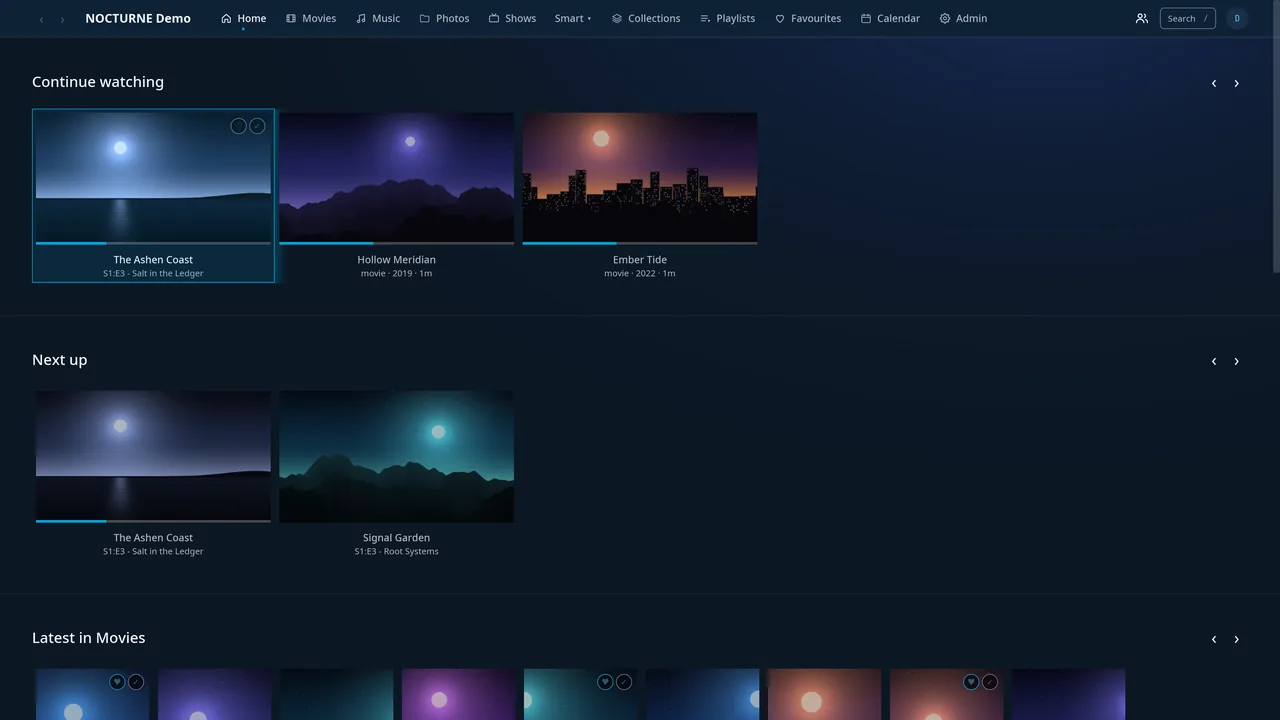 NOCTURNE Demo Home Movies Music Photos Shows Smart Collections Playlists Favourites Calendar Admin Search / D
Continue watching
The Ashen Coast
S1:E3 - Salt in the Ledger
Hollow Meridian
movie · 2019 · 1m
Ember Tide
movie · 2022 · 1m
Next up
The Ashen Coast
S1:E3 - Salt in the Ledger
Signal Garden
S1:E3 - Root Systems
Latest in Movies